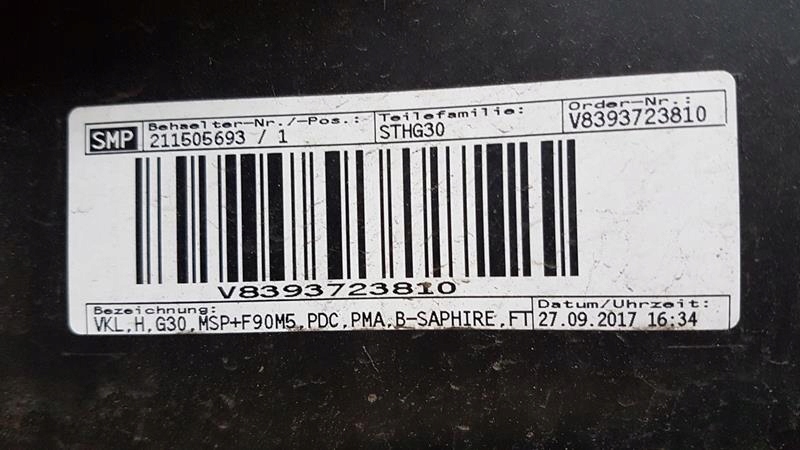 SMP
Behaelter-Nr./-Pos.:
211505693 / 1
Teilefamilie:
STHG30
Order-Nr.:
V8393723810
V8393723810
Bezeichnung:
VKL,H,G30,MSP+F90M5,PDC,PMA,B-SAPHIRE,FT
Datum/Uhrzeit:
27.09.2017 16:34